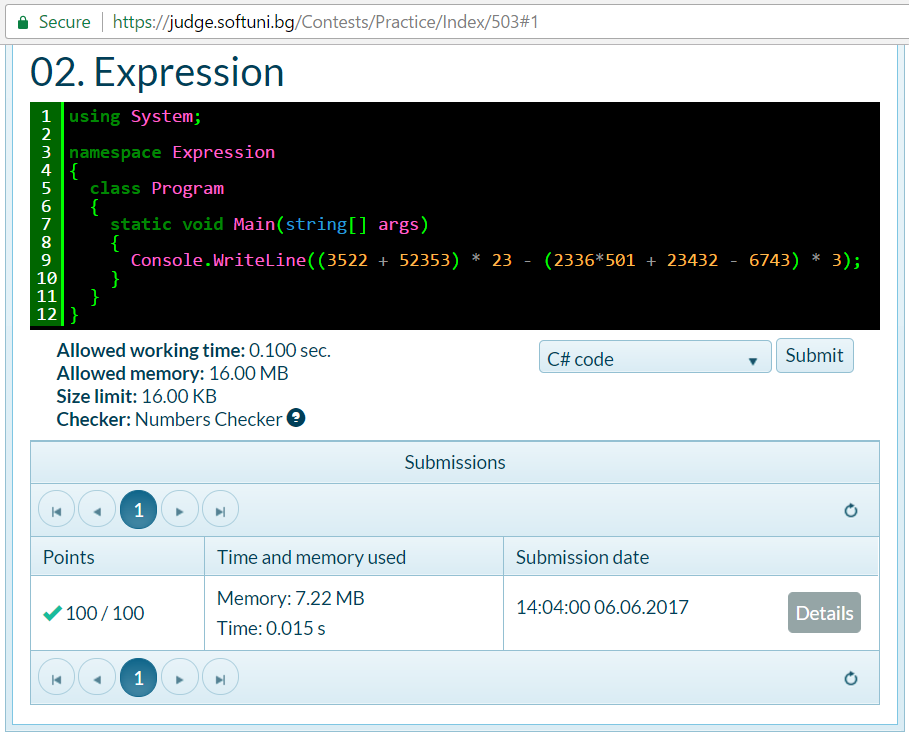 Secure https://judge.softuni.bg/Contests/Practice/Index/503#1
02. Expression
1 using System;
2
3 namespace Expression
4 {
5 class Program
6 {
7 static void Main(string[] args)
8 {
9 Console.WriteLine((3522 + 52353) * 23 - (2336*501 + 23432 - 6743) * 3);
10 }
11 }
12 }
Allowed working time: 0.100 sec.
Allowed memory: 16.00 MB
Size limit: 16.00 KB
Checker: Numbers Checker ?
C# code
Submit
Submissions
1
Points Time and memory used Submission date
100 / 100
Memory: 7.22 MB
Time: 0.015 s
14:04:00 06.06.2017
Details
1